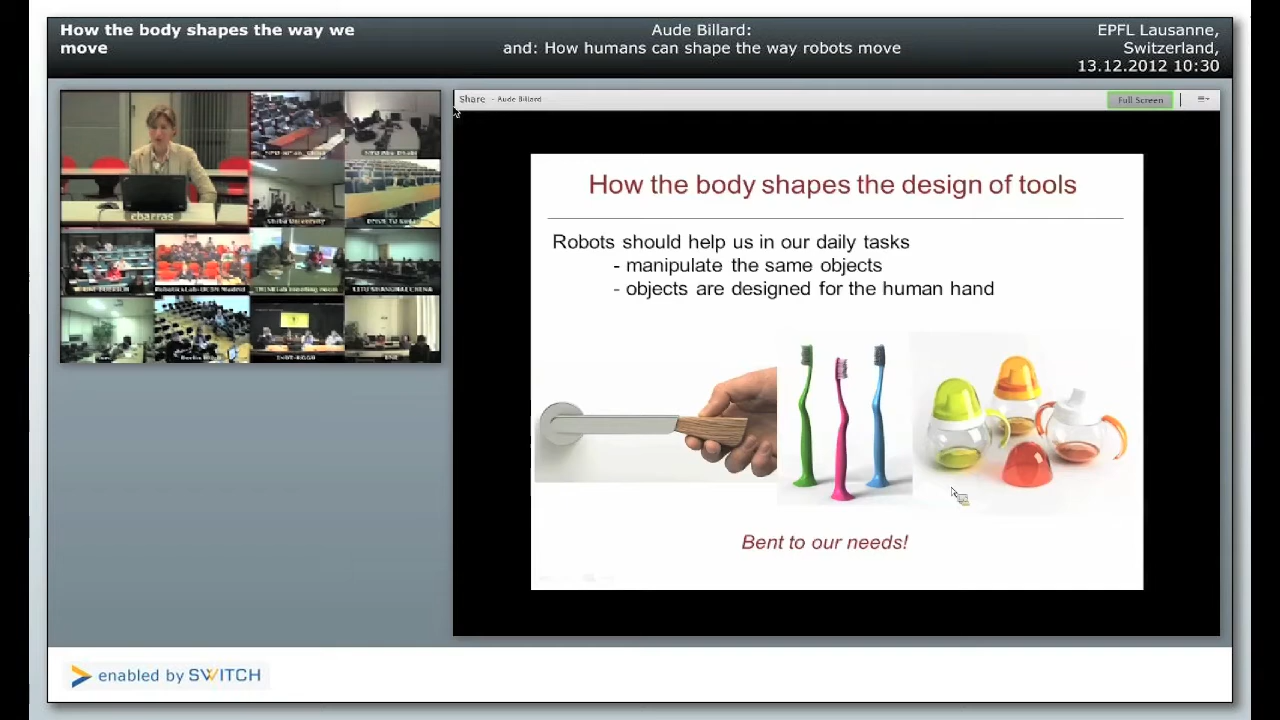 How the body shapes the way we
move
Aude Billard:
and: How humans can shape the way robots move
EPFL Lausanne,
Switzerland,
13.12.2012 10:30
Share - Aude Billard
Full Screen
cbarras
How the body shapes the design of tools
Robots should help us in our daily tasks
- manipulate the same objects
- objects are designed for the human hand
Bent to our needs!
enabled by SWITCH